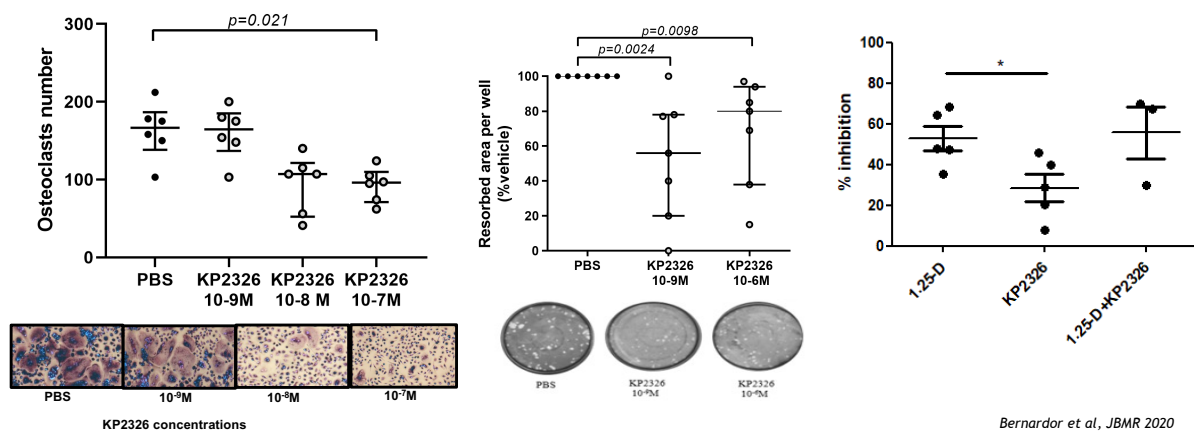 p=0.021
300
200
100
0
Osteoclasts number
PBS
KP2326
10-9M
KP2326
10-8 M
KP2326
10-7M
PBS
10-9M
10-8M
10-7M
KP2326 concentrations
p=0.0098
p=0.0024
100
80
60
40
20
0
Resorbed area per well
(%vehicle)
PBS
KP2326
10-9M
KP2326
10-6M
PBS
KP2326
10-9M
KP2326
*
100
80
60
40
20
0
% inhibition
1.25-D
KP2326
1.25-D+KP2326
Bernardor et al, JBMR 2020